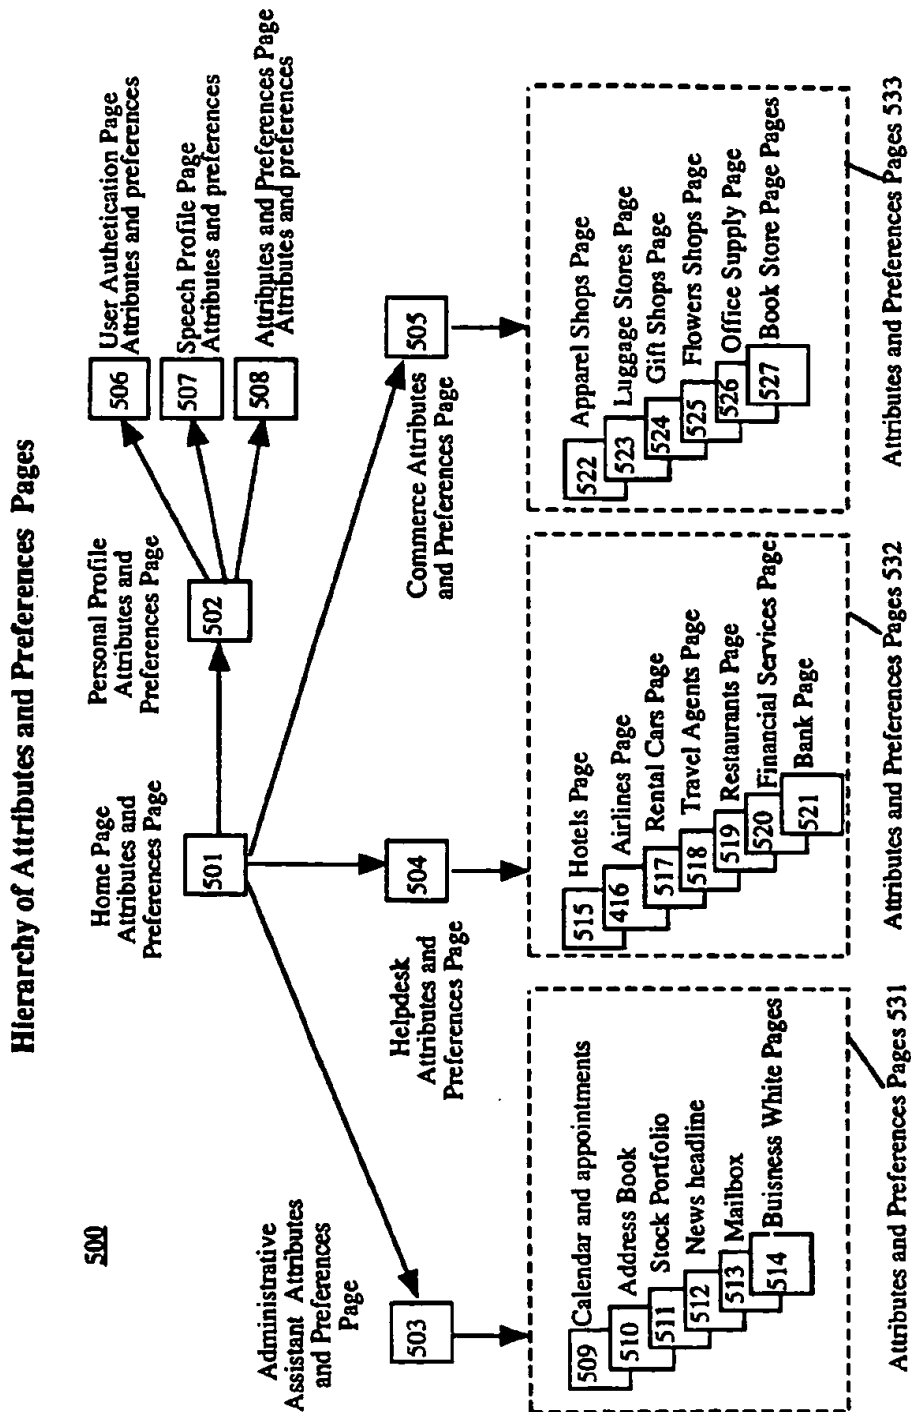 Hierarchy of Attributes and Preferences Pages
500
Home Page
Attributes and
Preferences Page
501
Personal Profile
Attributes and
Preferences Page
502
506
User Authetication Page
Attributes and preferences
507
Speech Profile Page
Attributes and preferences
508
Attributes and Preferences Page
Attributes and preferences
Administrative
Assistant Attributes
and Preferences
Page
503
Helpdesk
Attributes and
Preferences Page
504
Commerce Attributes
and Preferences Page
505
509 Calendar and appointments
510 Address Book
511 Stock Portfolio
512 News headline
513 Mailbox
514 Buisness White Pages
Attributes and Preferences Pages 531
515 Hotels Page
416 Airlines Page
517 Rental Cars Page
518 Travel Agents Page
519 Restaurants Page
520 Financial Services Page
521 Bank Page
Attributes and Preferences Pages 532
522 Apparel Shops Page
523 Luggage Stores Page
524 Gift Shops Page
525 Flowers Shops Page
526 Office Supply Page
527 Book Store Page Pages
Attributes and Preferences Pages 533